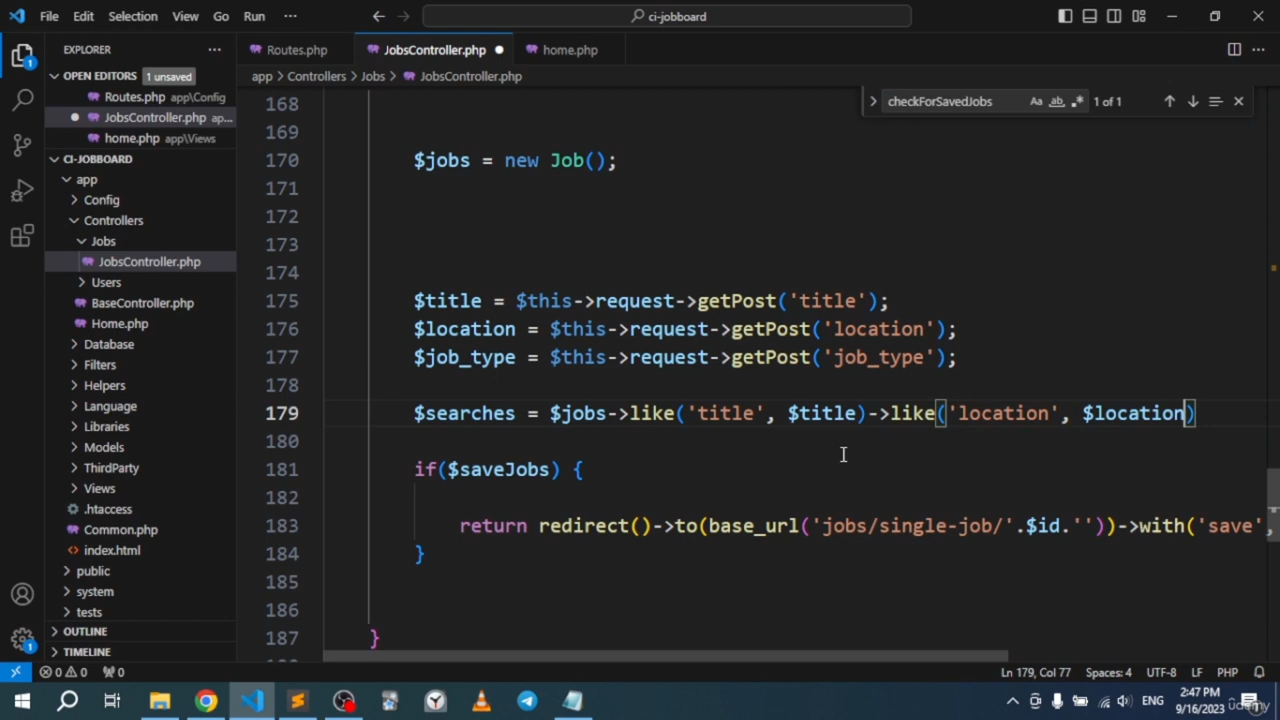 File Edit Selection View Go Run ··· ci-jobboard
EXPLORER ··· Routes.php JobsController.php home.php
OPEN EDITORS 1 unsaved
Routes.php app\Config
JobsController.php ap...
home.php app\Views
CI-JOBBOARD
app
Config
Controllers
Jobs
JobsController.php
Users
BaseController.php
Home.php
Database
Filters
Helpers
Language
Libraries
Models
ThirdParty
Views
.htaccess
Common.php
index.html
public
system
tests
OUTLINE
TIMELINE
app > Controllers > Jobs > JobsController.php
checkForSavedJobs Aa ab 1 of 1
168
169
170 $jobs = new Job();
171
172
173
174
175 $title = $this->request->getPost('title');
176 $location = $this->request->getPost('location');
177 $job_type = $this->request->getPost('job_type');
178
179 $searches = $jobs->like('title', $title)->like('location', $location)
180
181 if($saveJobs) {
182
183 return redirect()->to(base_url('jobs/single-job/'.$id.''))->with('save',
184 }
185
186
187 }
0 0 0 Ln 179, Col 77 Spaces: 4 UTF-8 LF PHP
ENG 2:47 PM
9/16/2023
udemy